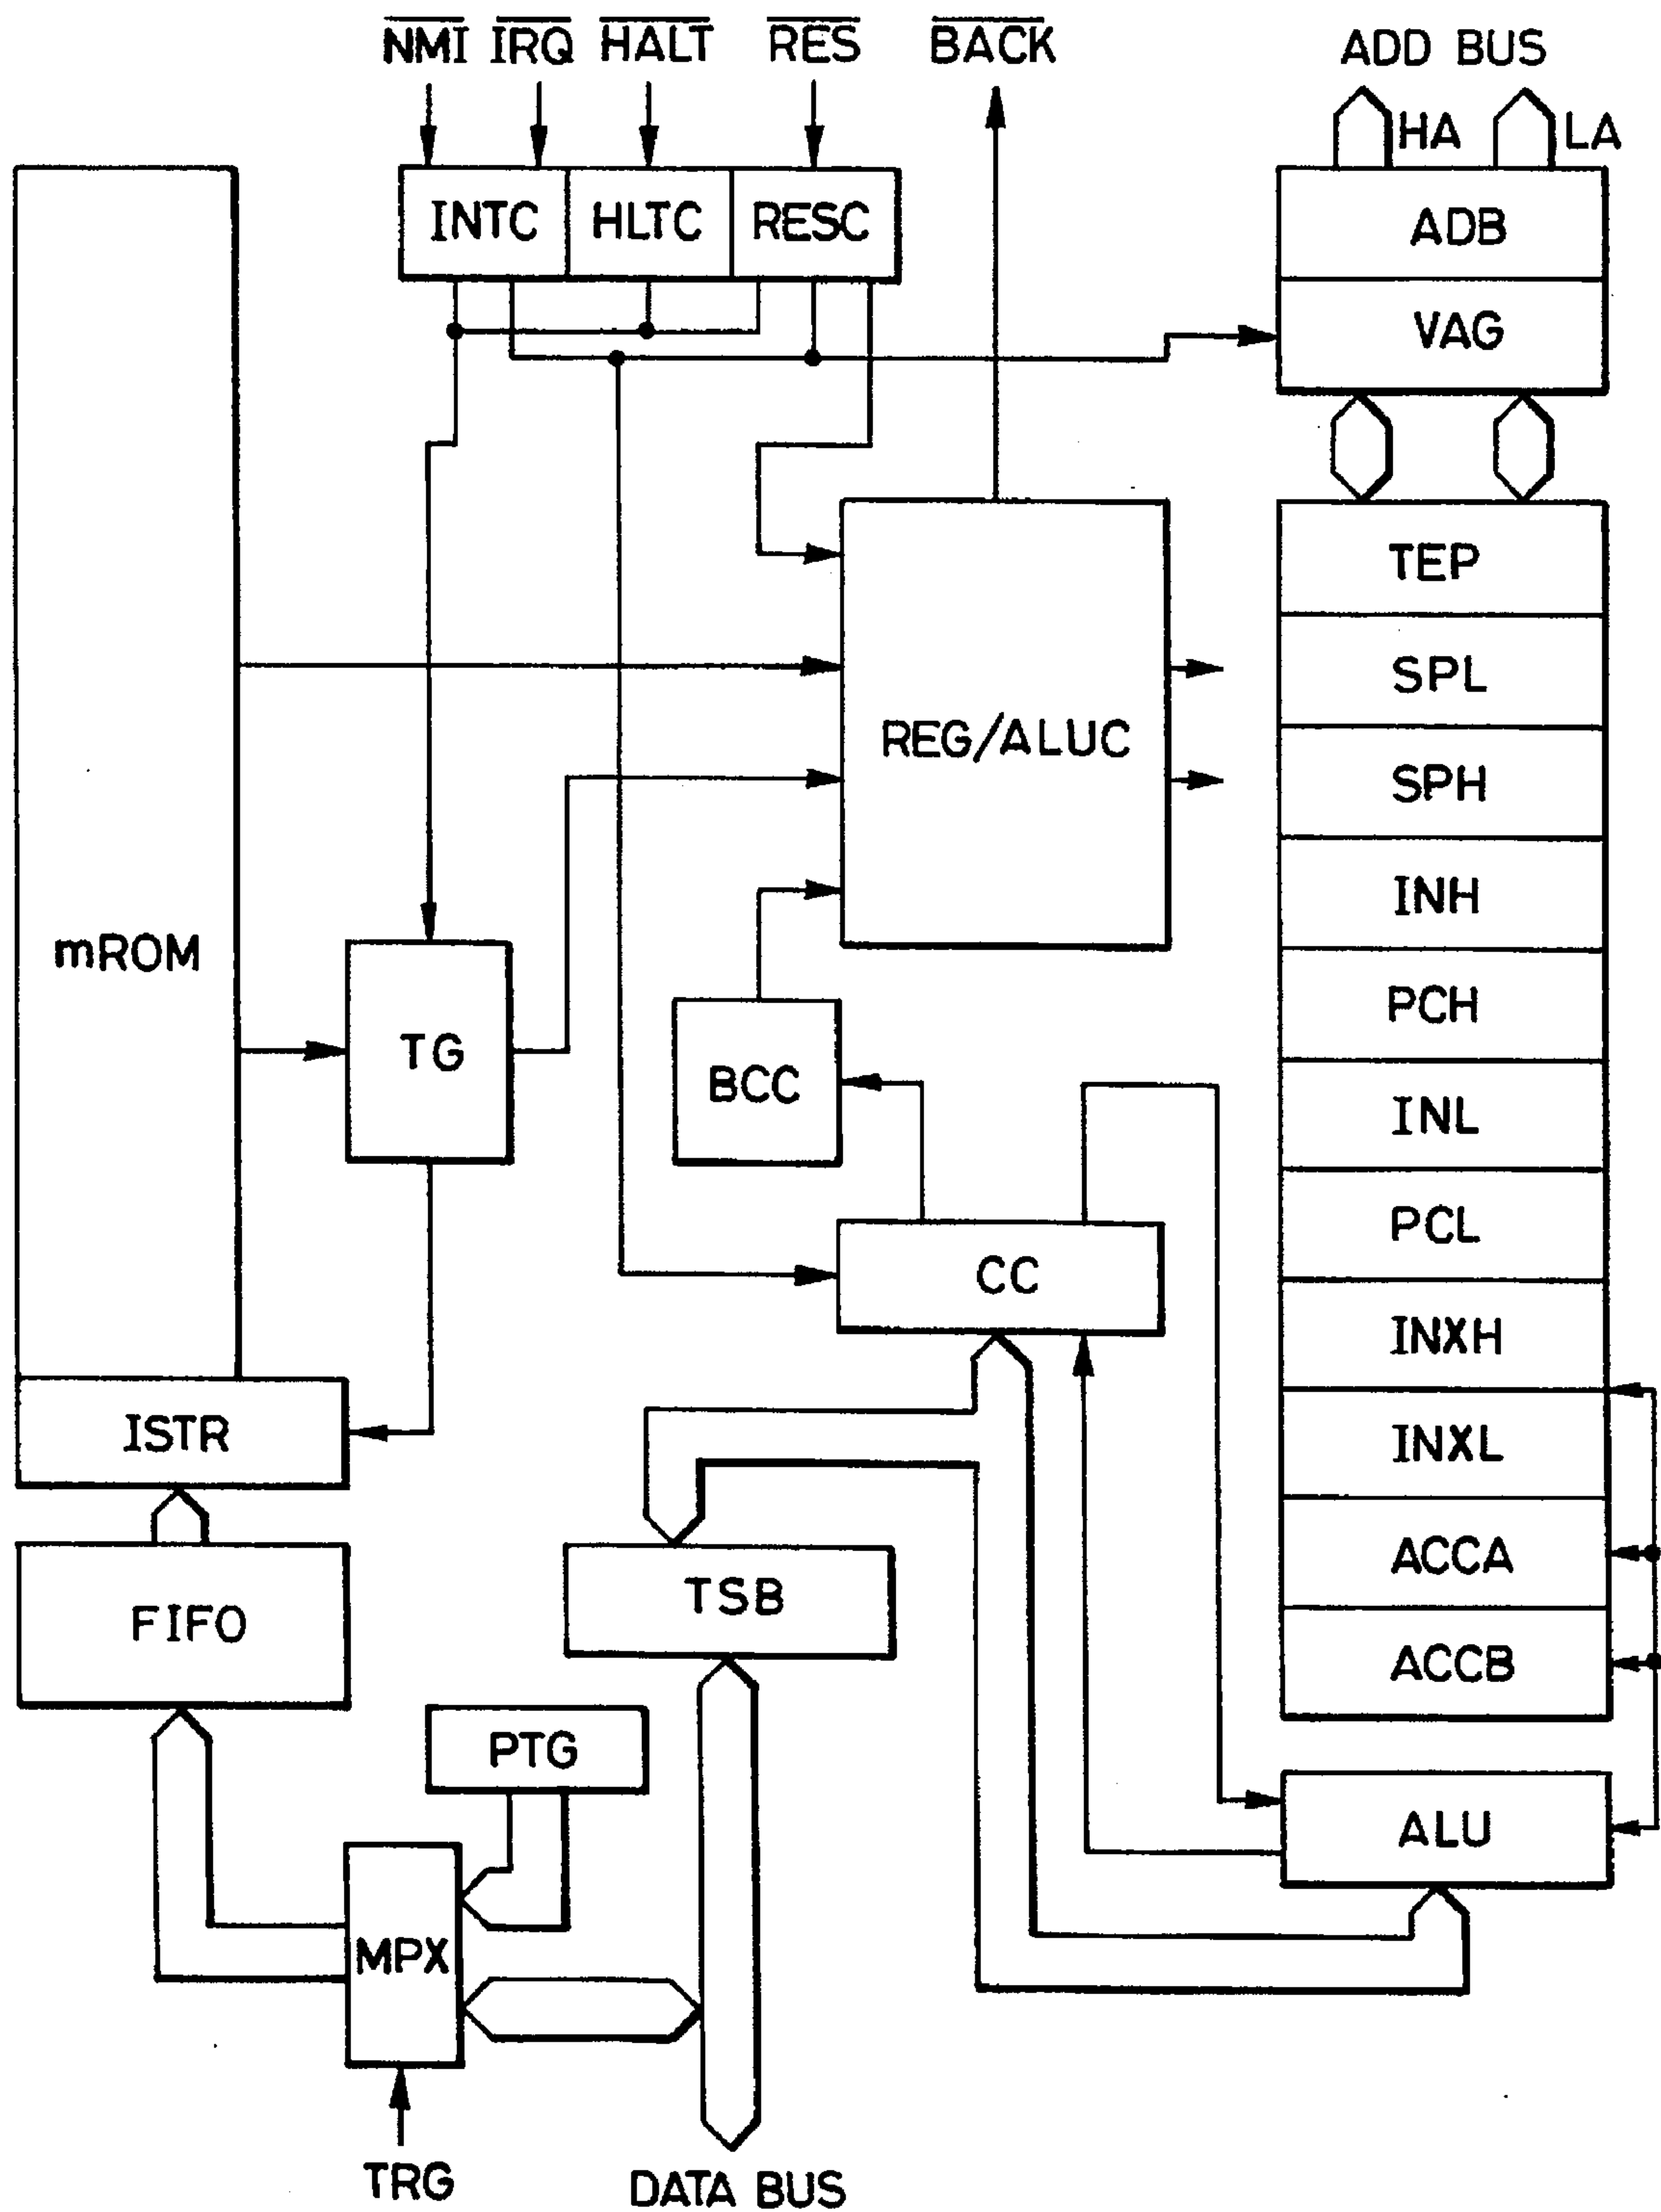 NMI IRQ HALT RES BACK ADD BUS
HA LA
INTC HLTC RESC ADB
VAG
TEP
SPL
REG/ALUC
SPH
INH
mROM
PCH
TG
BCC
INL
PCL
CC
INXH
ISTR
INXL
ACCA
TSB
FIFO
ACCB
PTG
ALU
MPX
TRG
DATA BUS